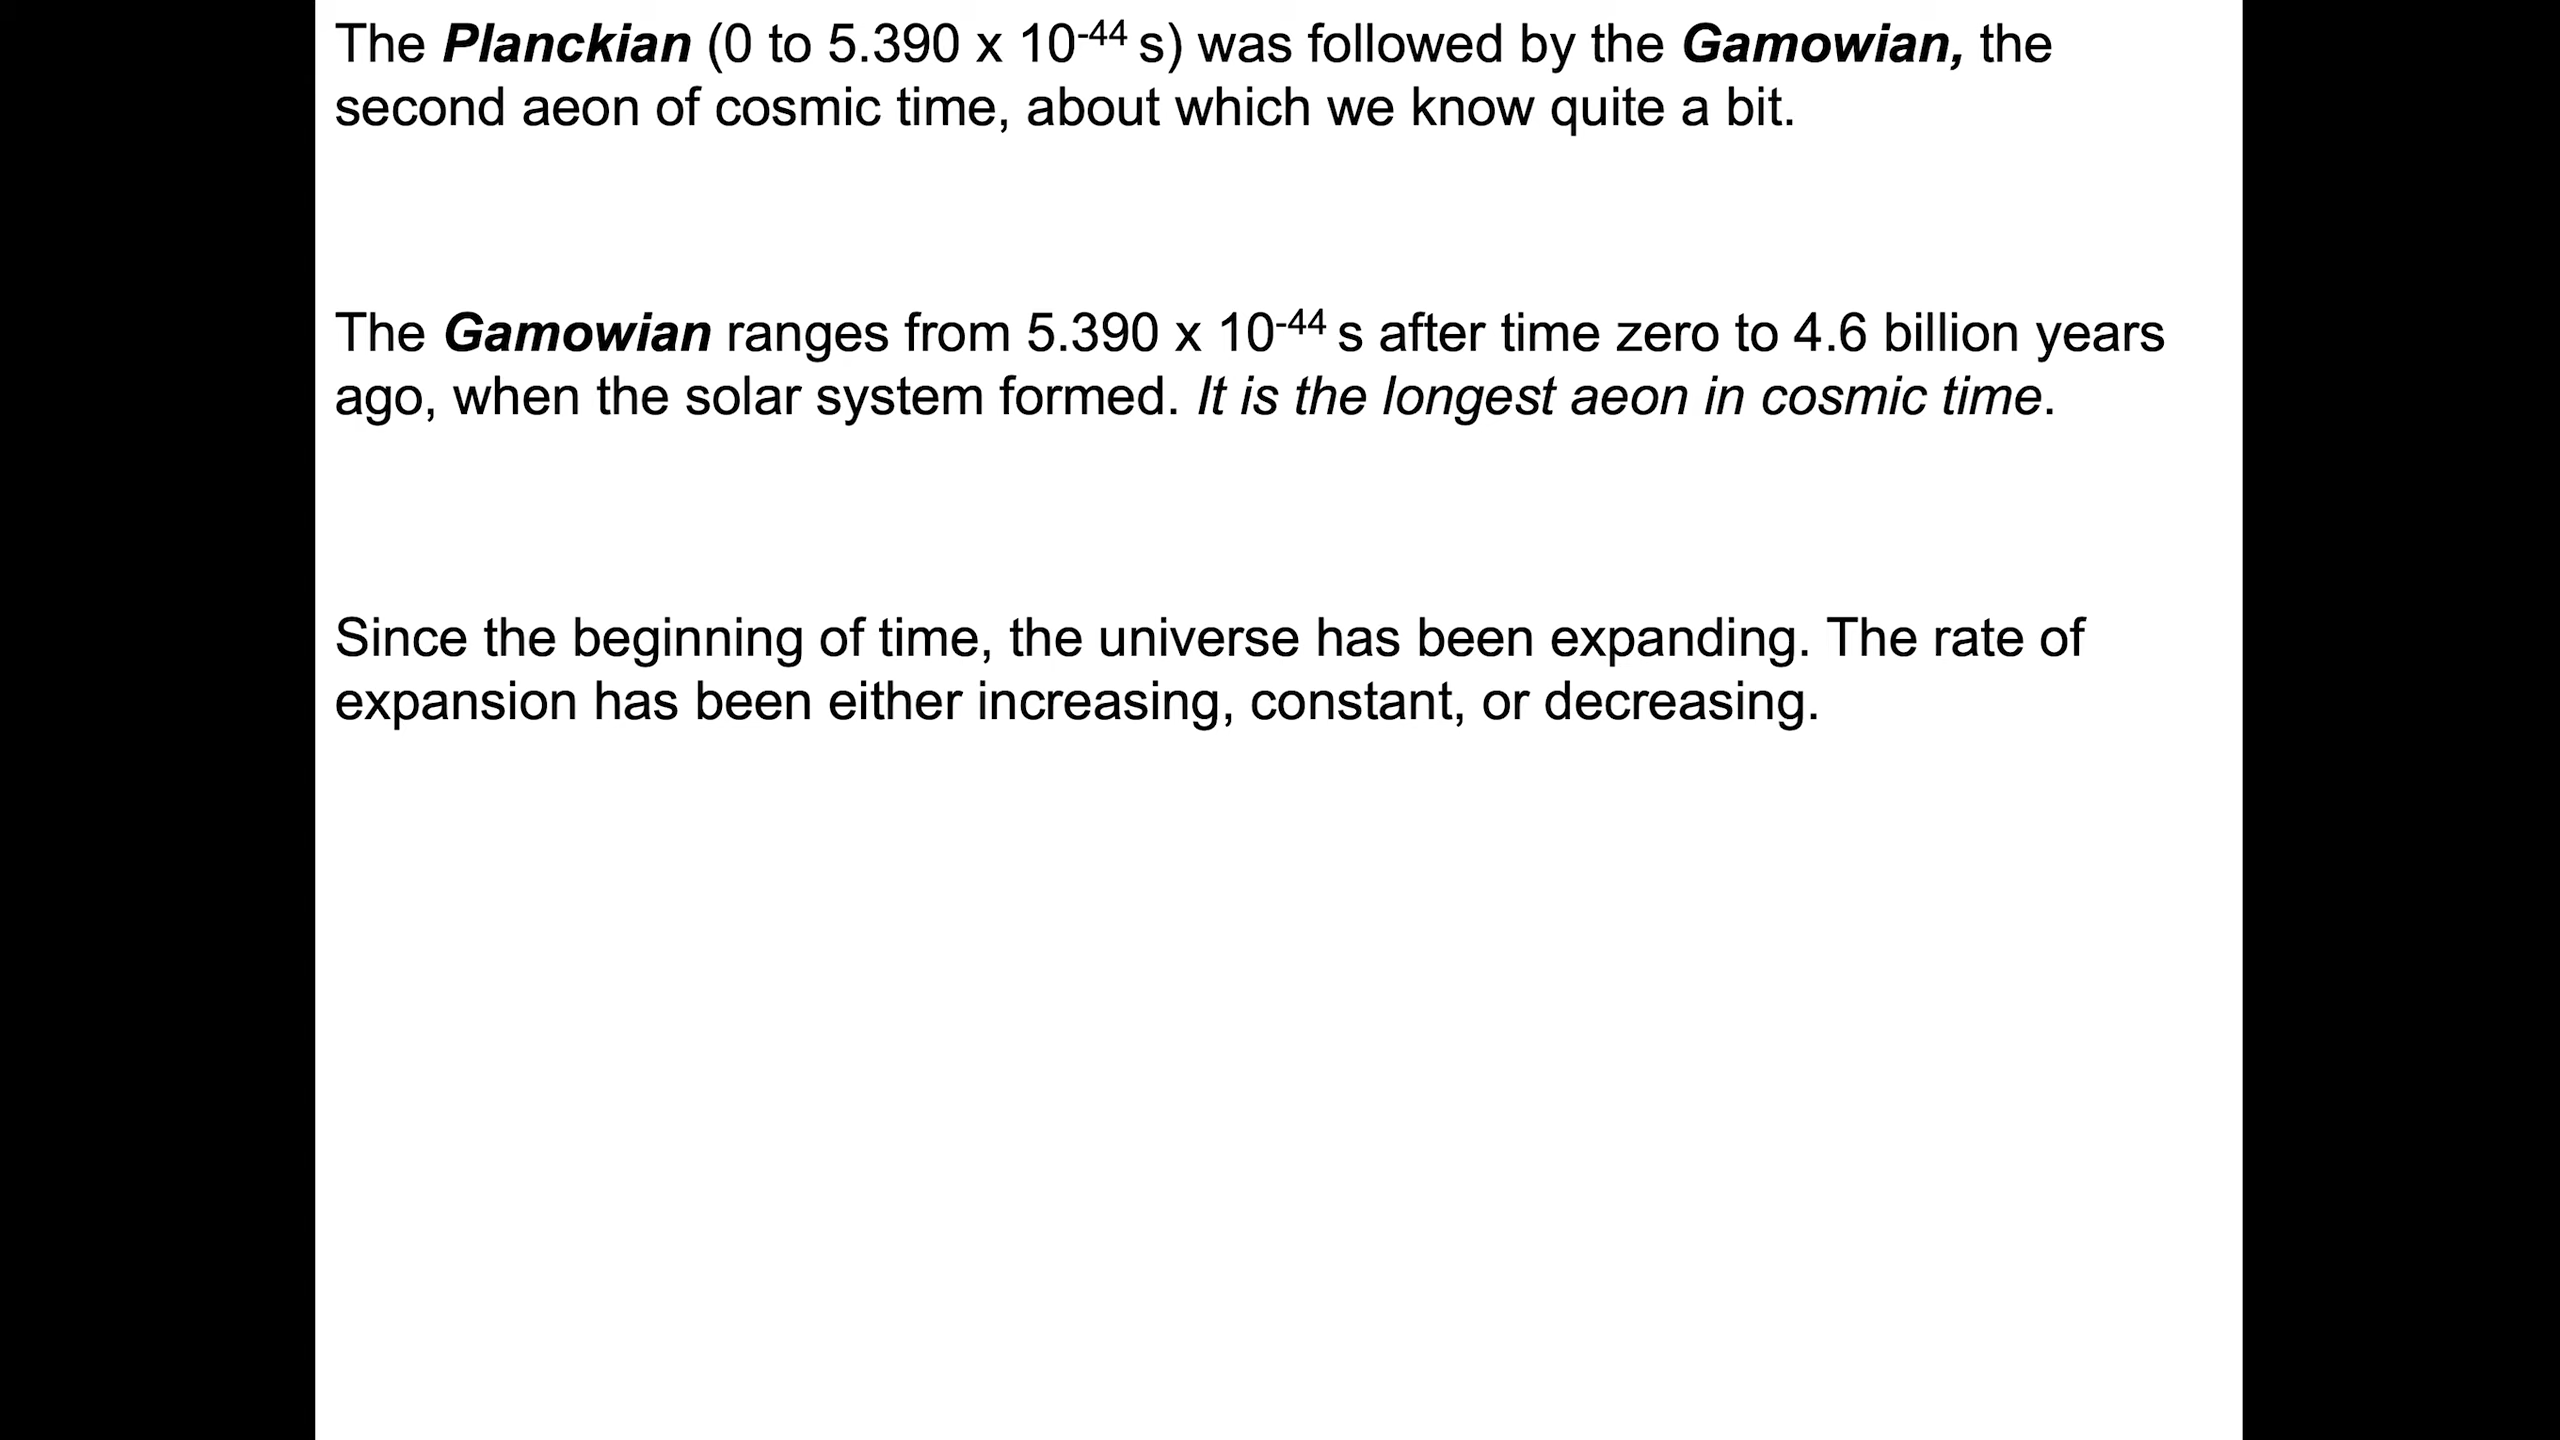 The Planckian (0 to 5.390 x 10⁻⁴⁴ s) was followed by the Gamowian, the
second aeon of cosmic time, about which we know quite a bit.
The Gamowian ranges from 5.390 x 10⁻⁴⁴ s after time zero to 4.6 billion years
ago, when the solar system formed. It is the longest aeon in cosmic time.
Since the beginning of time, the universe has been expanding. The rate of
expansion has been either increasing, constant, or decreasing.